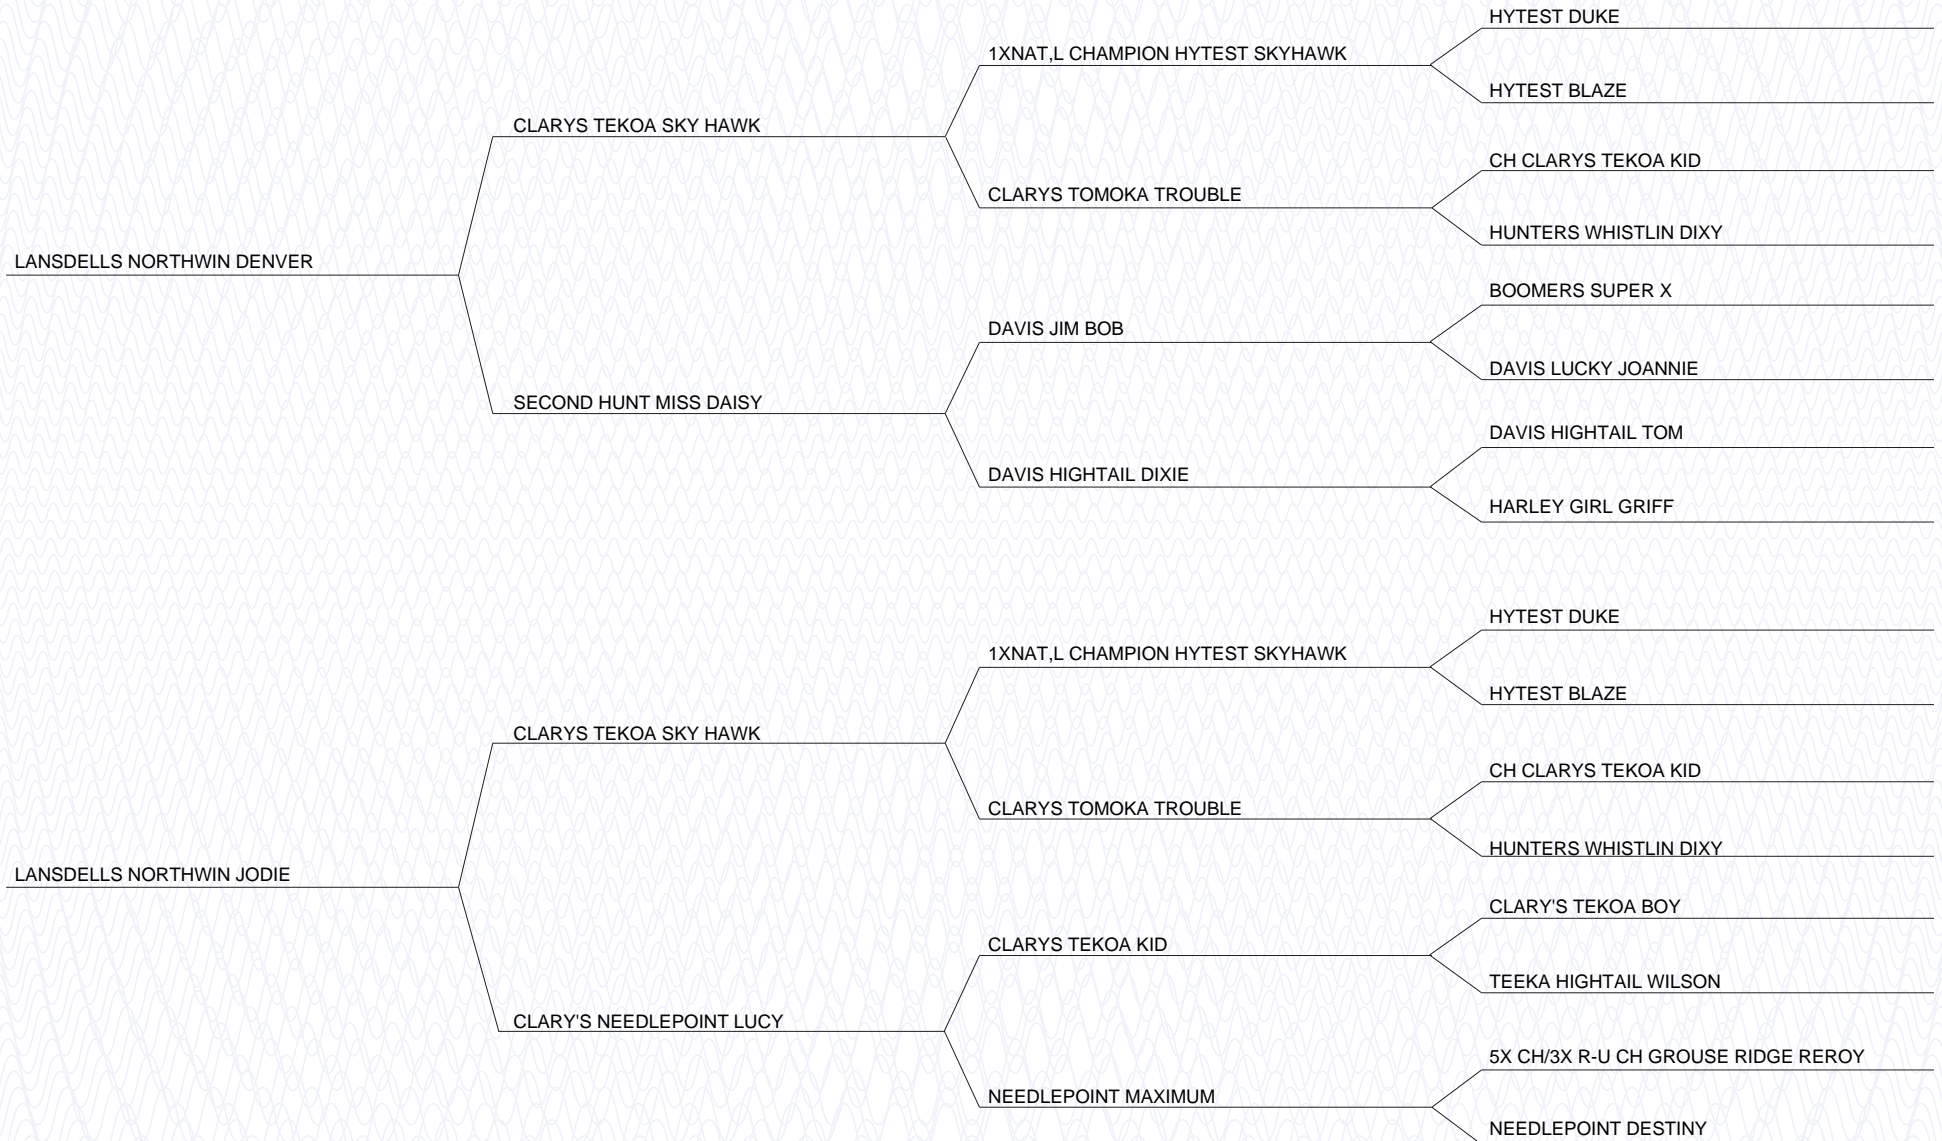 HYTEST DUKE
1XNAT,L CHAMPION HYTEST SKYHAWK
HYTEST BLAZE
CLARYS TEKOA SKY HAWK
CH CLARYS TEKOA KID
CLARYS TOMOKA TROUBLE
HUNTERS WHISTLIN DIXY
LANSDELLS NORTHWIN DENVER
BOOMERS SUPER X
DAVIS JIM BOB
DAVIS LUCKY JOANNIE
SECOND HUNT MISS DAISY
DAVIS HIGHTAIL TOM
DAVIS HIGHTAIL DIXIE
HARLEY GIRL GRIFF
HYTEST DUKE
1XNAT,L CHAMPION HYTEST SKYHAWK
HYTEST BLAZE
CLARYS TEKOA SKY HAWK
CH CLARYS TEKOA KID
CLARYS TOMOKA TROUBLE
HUNTERS WHISTLIN DIXY
LANSDELLS NORTHWIN JODIE
CLARY'S TEKOA BOY
CLARYS TEKOA KID
TEEKA HIGHTAIL WILSON
CLARY'S NEEDLEPOINT LUCY
5X CH/3X R-U CH GROUSE RIDGE REROY
NEEDLEPOINT MAXIMUM
NEEDLEPOINT DESTINY